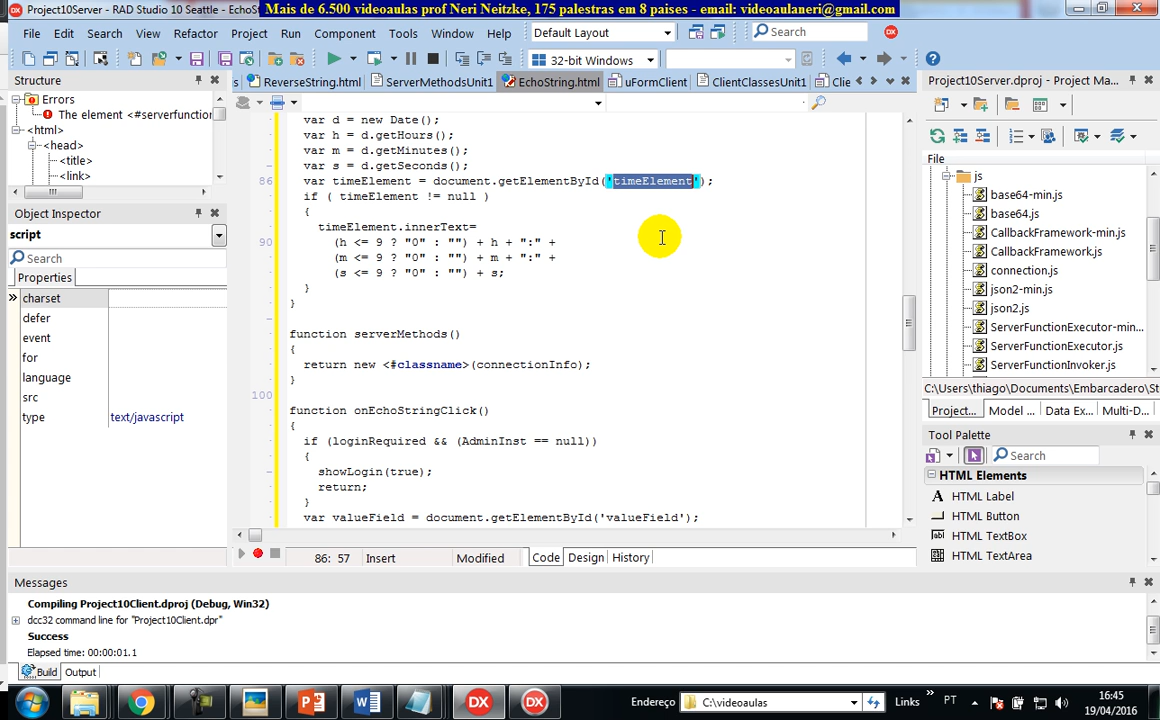 Project10Server - RAD Studio 10 Seattle - EchoS
Mais de 6.500 videoaulas prof Neri Neitzke, 175 palestras em 8 paises - email: videoaulaneri@gmail.com
File Edit Search View Refactor Project Run Component Tools Window Help
Default Layout
Search
32-bit Windows
Structure
Errors
The element <#serverfunction
<html>
<head>
<title>
<link>
Object Inspector
script
Search
Properties
charset
defer
event
for
language
src
type text/javascript
ReverseString.html ServerMethodsUnit1 EchoString.html uFormClient ClientClassesUnit1 Clie
var d = new Date();
var h = d.getHours();
var m = d.getMinutes();
var s = d.getSeconds();
86 var timeElement = document.getElementById('timeElement');
if ( timeElement != null )
{
timeElement.innerText=
90 (h <= 9 ? "0" : "") + h + ":" +
(m <= 9 ? "0" : "") + m + ":" +
(s <= 9 ? "0" : "") + s;
}
}
function serverMethods()
{
return new <#classname>(connectionInfo);
}
100
function onEchoStringClick()
{
if (loginRequired && (AdminInst == null))
{
showLogin(true);
return;
}
var valueField = document.getElementById('valueField');
86: 57 Insert Modified Code Design History
Project10Server.dproj - Project Ma...
File
js
base64-min.js
base64.js
CallbackFramework-min.js
CallbackFramework.js
connection.js
json2-min.js
json2.js
ServerFunctionExecutor-min...
ServerFunctionExecutor.js
ServerFunctionInvoker.js
C:\Users\thiago\Documents\Embarcadero\St
Project... Model ... Data Ex... Multi-D...
Tool Palette
Search
HTML Elements
HTML Label
HTML Button
HTML TextBox
HTML TextArea
Messages
Compiling Project10Client.dproj (Debug, Win32)
dcc32 command line for "Project10Client.dpr"
Success
Elapsed time: 00:00:01.1
Build Output
Endereço C:\videoaulas Links » PT
16:45
19/04/2016